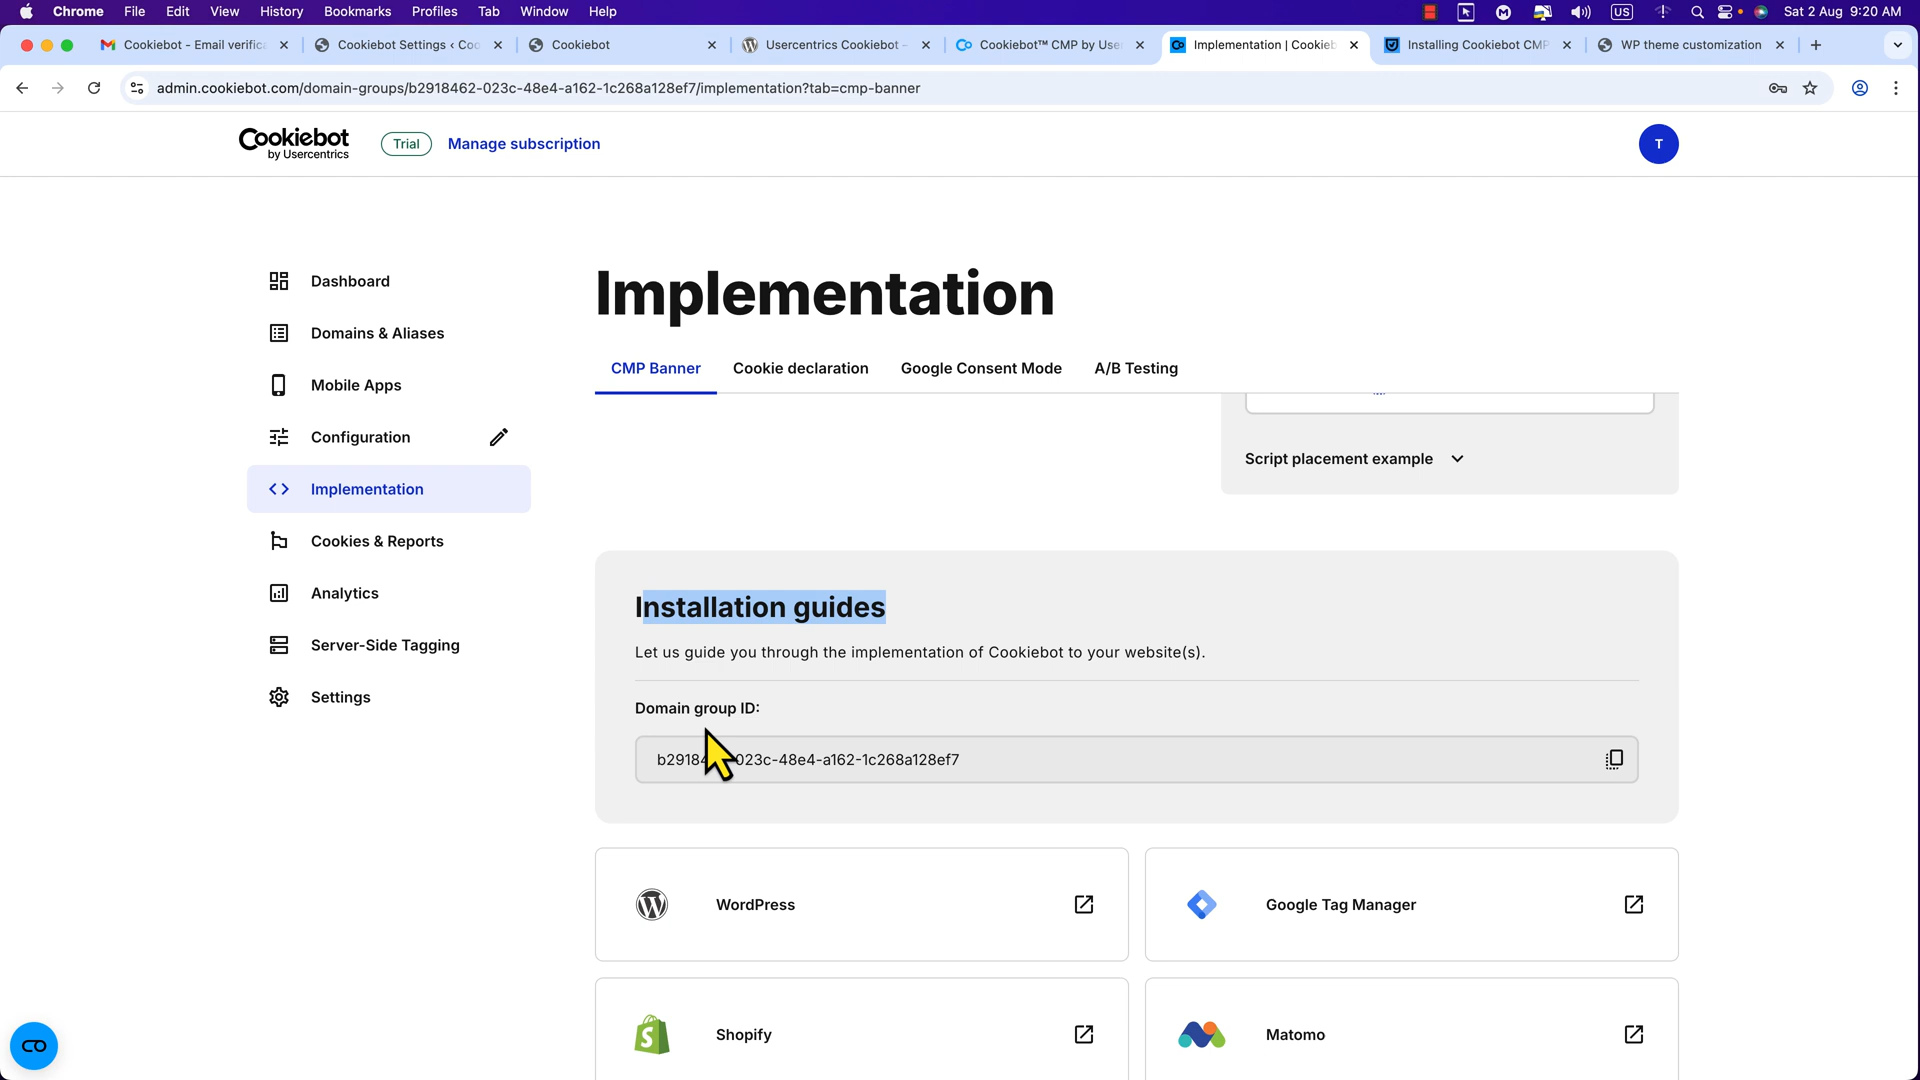 Chrome File Edit View History Bookmarks Profiles Tab Window Help US Sat 2 Aug 9:20 AM
Cookiebot - Email verific
Cookiebot Settings ‹ Coo
Cookiebot
Usercentrics Cookiebot -
Cookiebot™ CMP by Use
Implementation | Cookieb
Installing Cookiebot CMP
WP theme customization
admin.cookiebot.com/domain-groups/b2918462-023c-48e4-a162-1c268a128ef7/implementation?tab=cmp-banner
Cookiebot
by Usercentrics
Trial
Manage subscription
T
Dashboard
Domains & Aliases
Mobile Apps
Configuration
Implementation
Cookies & Reports
Analytics
Server-Side Tagging
Settings
Implementation
CMP Banner Cookie declaration Google Consent Mode A/B Testing
Script placement example
Installation guides
Let us guide you through the implementation of Cookiebot to your website(s).
Domain group ID:
b2918 023c-48e4-a162-1c268a128ef7
WordPress
Google Tag Manager
Shopify
Matomo